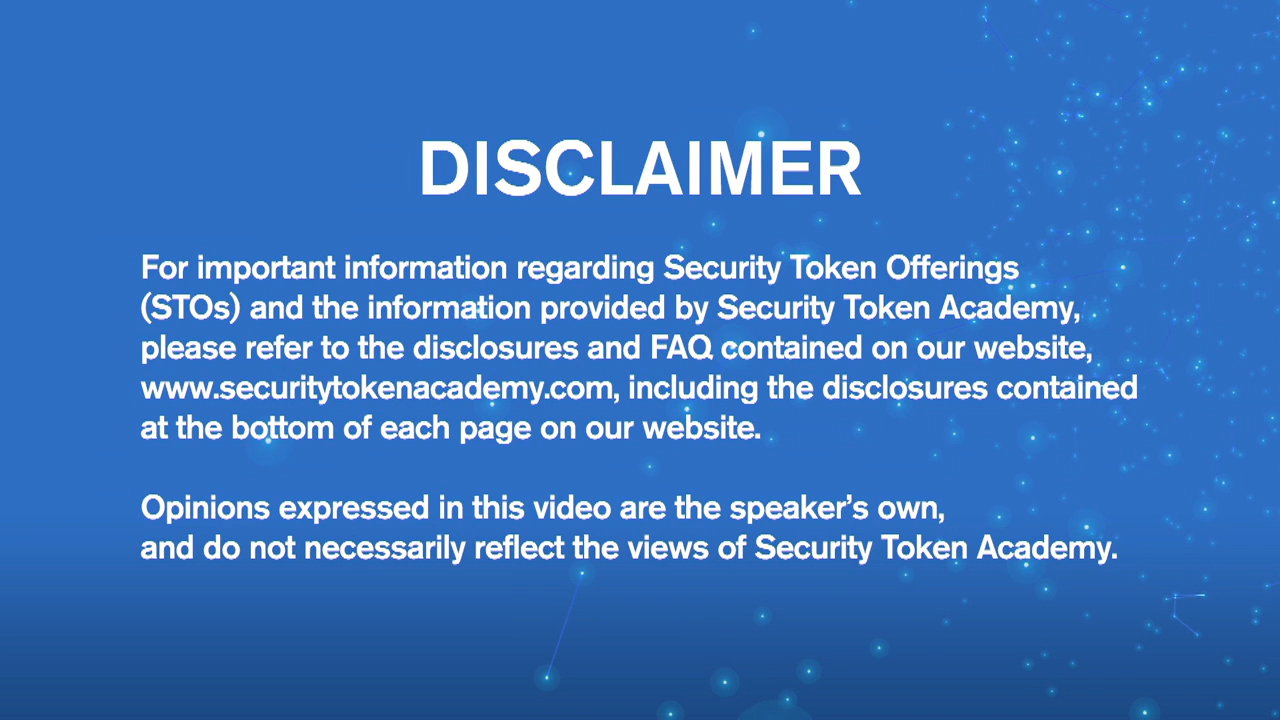 DISCLAIMER
For important information regarding Security Token Offerings
(STOs) and the information provided by Security Token Academy,
please refer to the disclosures and FAQ contained on our website,
www.securitytokenacademy.com, including the disclosures contained
at the bottom of each page on our website.
Opinions expressed in this video are the speaker’s own,
and do not necessarily reflect the views of Security Token Academy.